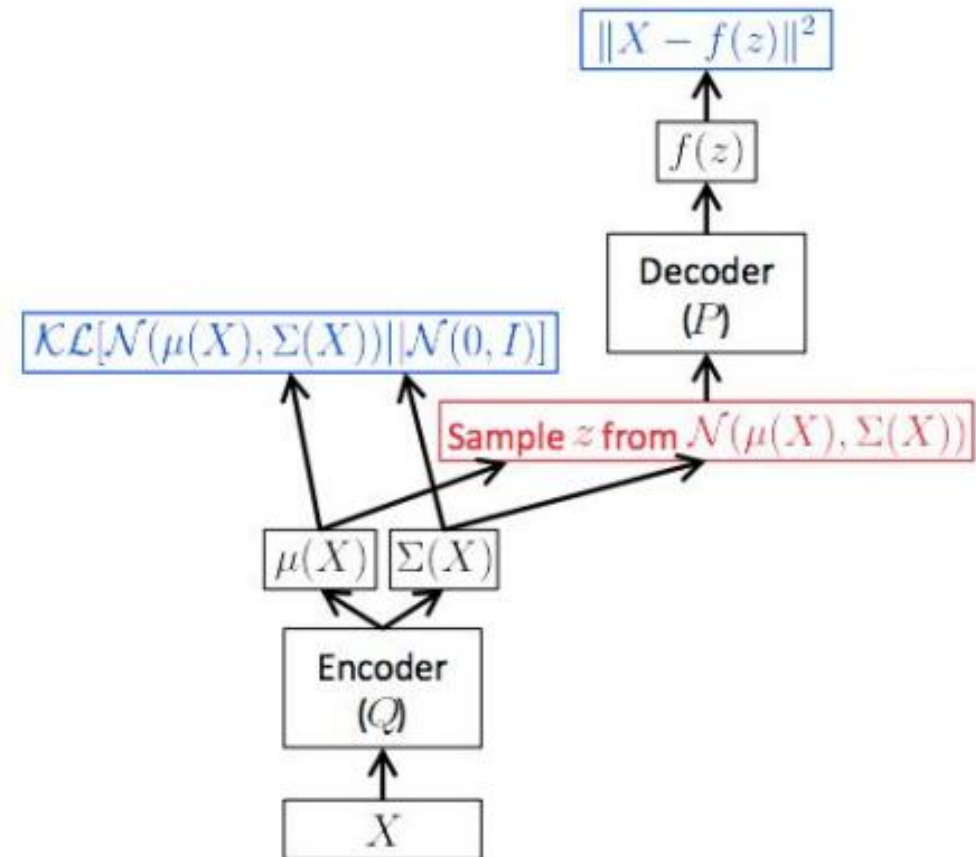 ‖X − f(z)‖²
f(z)
Decoder
(P)
𝒦ℒ[𝒩(μ(X), Σ(X))||𝒩(0, I)]
Sample z from 𝒩(μ(X), Σ(X))
μ(X) Σ(X)
Encoder
(Q)
X